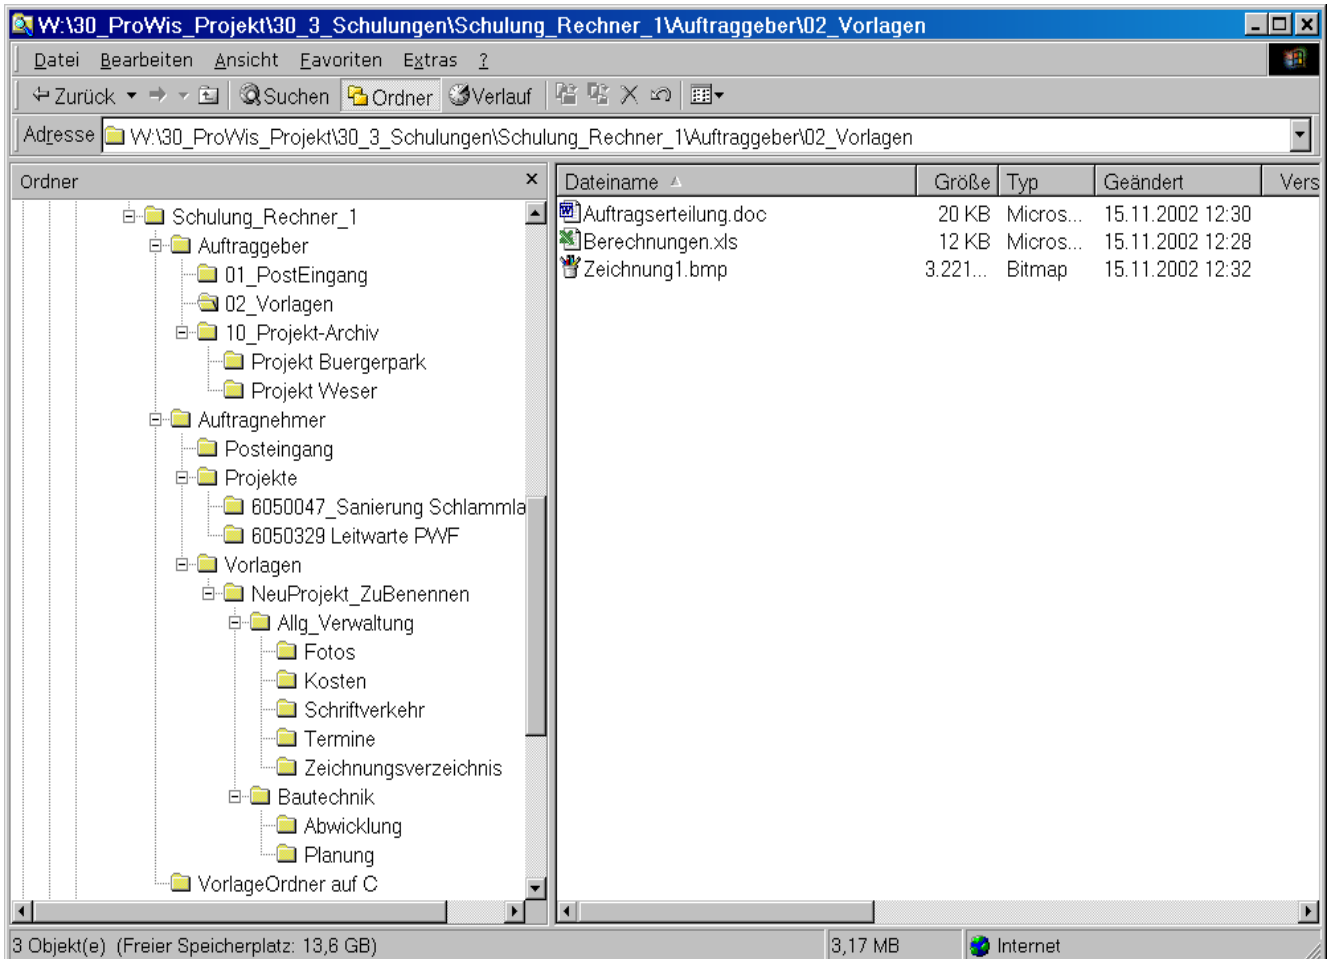 W:\30_ProWis_Projekt\30_3_Schulungen\Schulung_Rechner_1\Auftraggeber\02_Vorlagen
Datei Bearbeiten Ansicht Favoriten Extras ?
Zurück Suchen Ordner Verlauf
Adresse W:\30_ProWis_Projekt\30_3_Schulungen\Schulung_Rechner_1\Auftraggeber\02_Vorlagen
Ordner
Schulung_Rechner_1
Auftraggeber
01_PostEingang
02_Vorlagen
10_Projekt-Archiv
Projekt Buergerpark
Projekt Weser
Auftragnehmer
Posteingang
Projekte
6050047_Sanierung Schlammla
6050329 Leitwarte PWF
Vorlagen
NeuProjekt_ZuBenennen
Allg_Verwaltung
Fotos
Kosten
Schriftverkehr
Termine
Zeichnungsverzeichnis
Bautechnik
Abwicklung
Planung
VorlageOrdner auf C
Dateiname Größe Typ Geändert Vers
Auftragserteilung.doc 20 KB Micros... 15.11.2002 12:30
Berechnungen.xls 12 KB Micros... 15.11.2002 12:28
Zeichnung1.bmp 3.221... Bitmap 15.11.2002 12:32
3 Objekt(e) (Freier Speicherplatz: 13,6 GB) 3,17 MB Internet